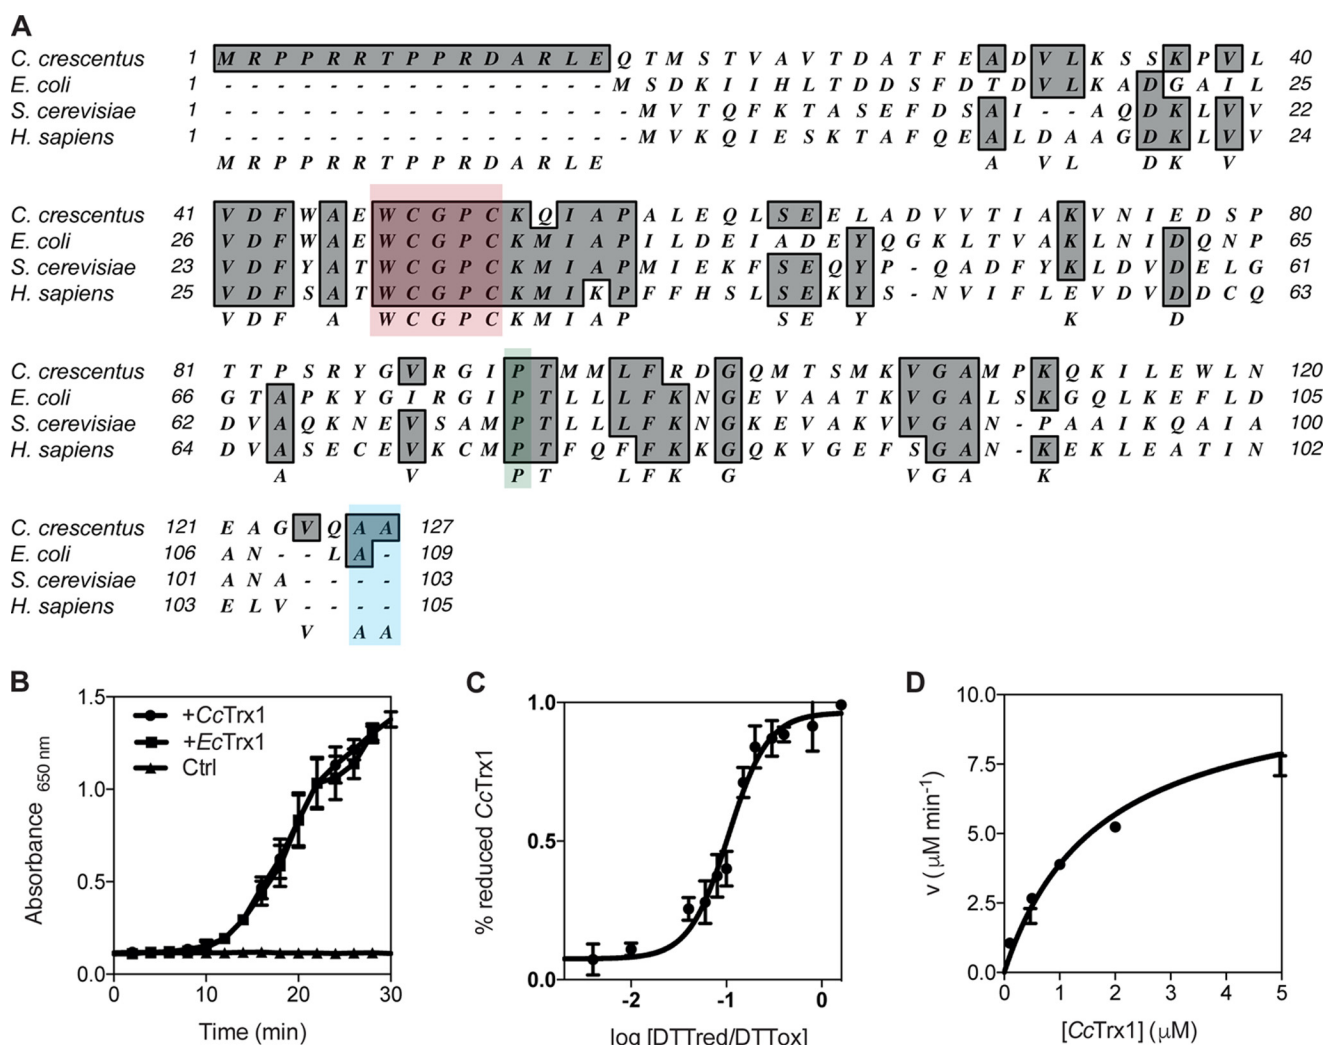 A
C. crescentus 1 M R P P R R T P P R D A R L E Q T M S T V A V T D A T F E A D V L K S S K P V L 40
E. coli 1 - - - - - - - - - - - - - - - M S D K I I H L T D D S F D T D V L K A D G A I L 25
S. cerevisiae 1 - - - - - - - - - - - - - - - - M V T Q F K T A S E F D S A I - - A Q D K L V V 22
H. sapiens 1 - - - - - - - - - - - - - - - - M V K Q I E S K T A F Q E A L D A A G D K L V V 24
M R P P R R T P P R D A R L E A V L D K V
C. crescentus 41 V D F W A E W C G P C K Q I A P A L E Q L S E E L A D V V T I A K V N I E D S P 80
E. coli 26 V D F W A E W C G P C K M I A P I L D E I A D E Y Q G K L T V A K L N I D Q N P 65
S. cerevisiae 23 V D F Y A T W C G P C K M I A P M I E K F S E Q Y P - Q A D F Y K L D V D E L G 61
H. sapiens 25 V D F S A T W C G P C K M I K P F F H S L S E K Y S - N V I F L E V D V D D C Q 63
V D F A W C G P C K M I A P S E Y K D
C. crescentus 81 T T P S R Y G V R G I P T M M L F R D G Q M T S M K V G A M P K Q K I L E W L N 120
E. coli 66 G T A P K Y G I R G I P T L L L F K N G E V A A T K V G A L S K G Q L K E F L D 105
S. cerevisiae 62 D V A Q K N E V S A M P T L L L F K N G K E V A K V V G A N - P A A I K Q A I A 100
H. sapiens 64 D V A S E C E V K C M P T F Q F F K K G Q K V G E F S G A N - K E K L E A T I N 102
A V P T L F K G V G A K
C. crescentus 121 E A G V Q A A 127
E. coli 106 A N - - L A - 109
S. cerevisiae 101 A N A - - - - 103
H. sapiens 103 E L V - - - - 105
V A A
B
Absorbance 650 nm
1.5
1.0
0.5
0.0
+CcTrx1
+EcTrx1
Ctrl
0 10 20 30
Time (min)
C
% reduced CcTrx1
1.0
0.5
0.0
-2 -1 0
log [DTTred/DTTox]
D
v (μM min-1)
10.0
7.5
5.0
2.5
0.0
0 1 2 3 4 5
[CcTrx1] (μM)